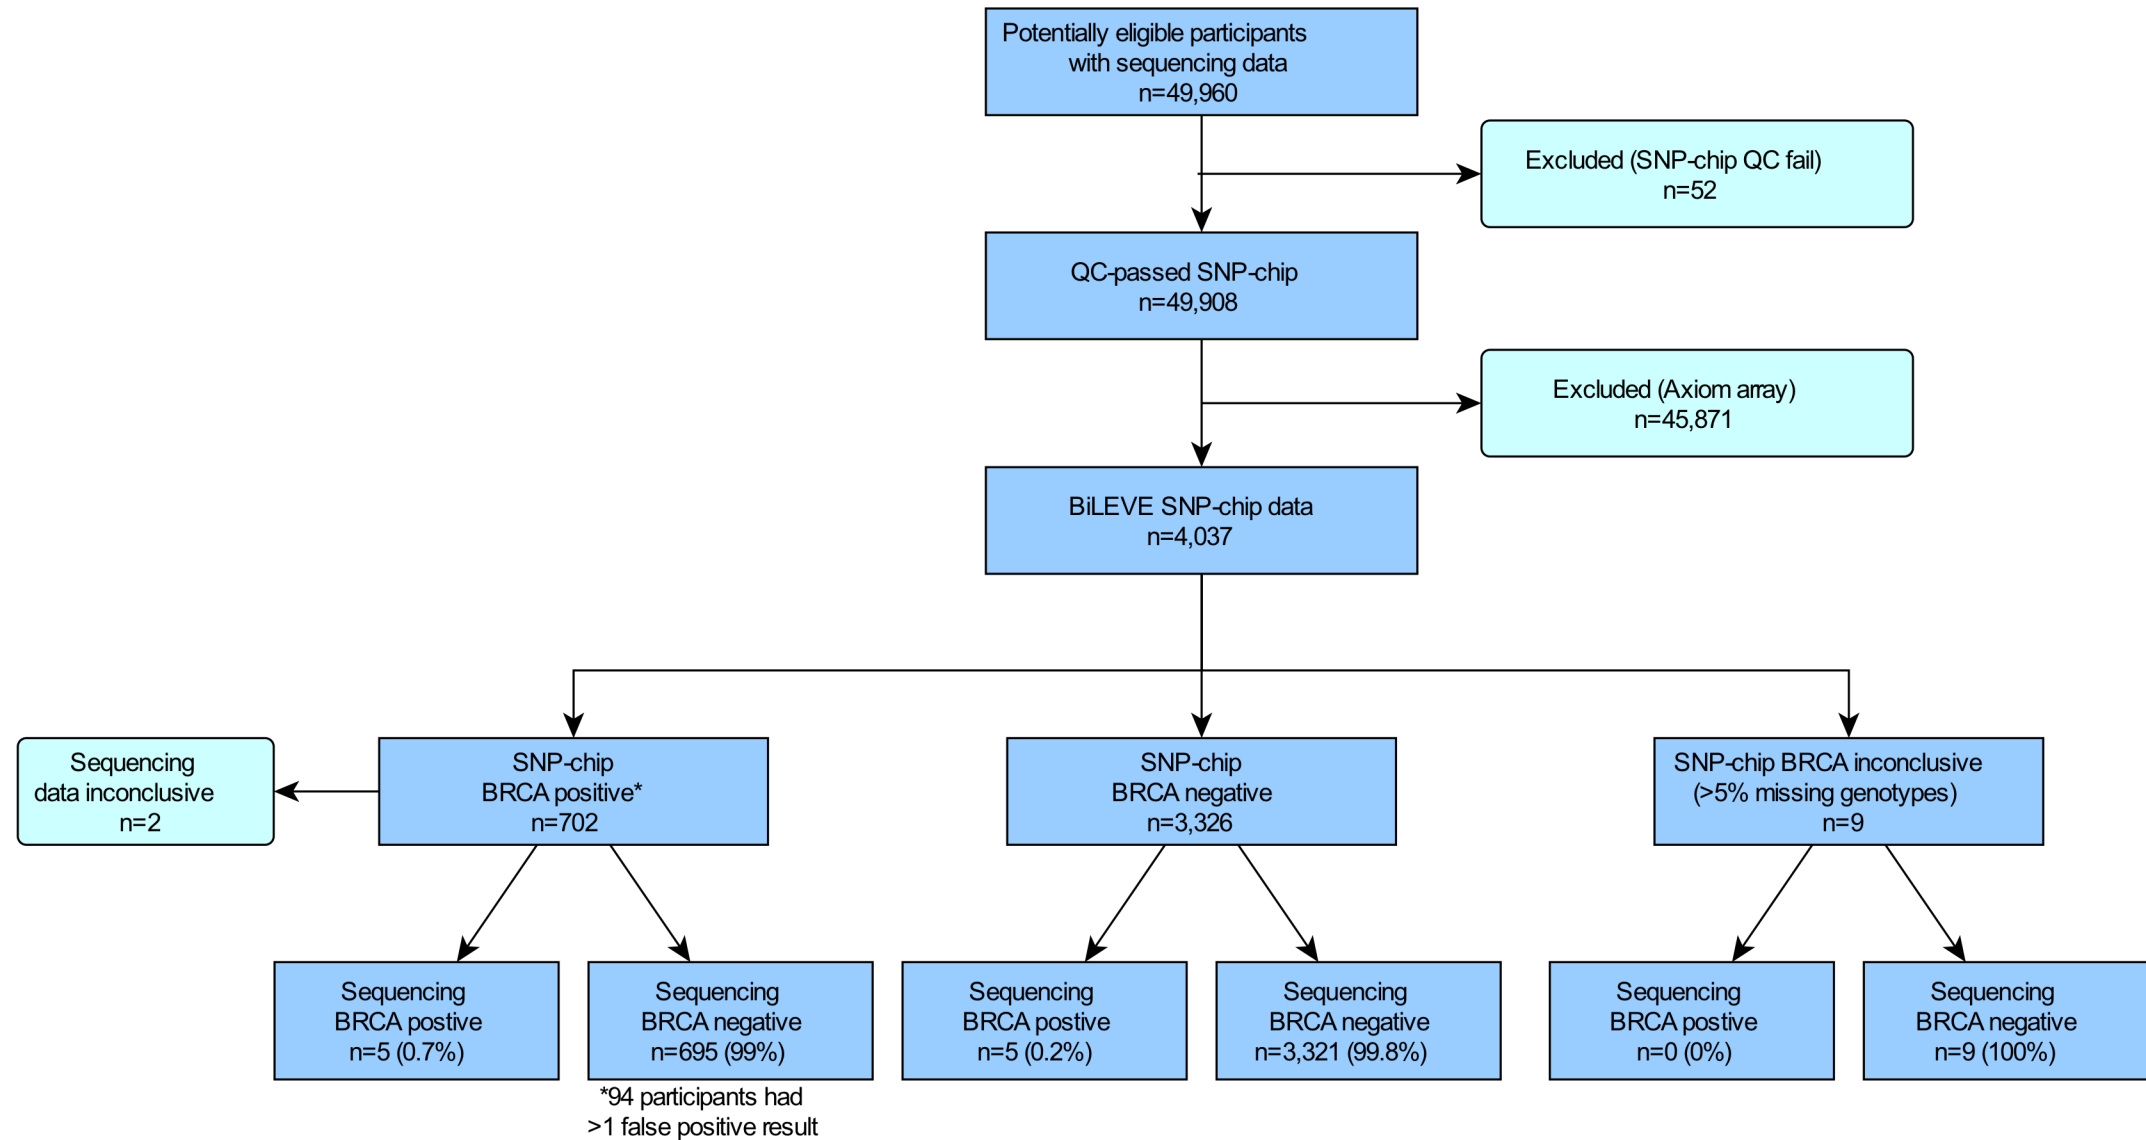 Potentially eligible participants
with sequencing data
n=49,960
Excluded (SNP-chip QC fail)
n=52
QC-passed SNP-chip
n=49,908
Excluded (Axiom array)
n=45,871
BiLEVE SNP-chip data
n=4,037
Sequencing
data inconclusive
n=2
SNP-chip
BRCA positive*
n=702
SNP-chip
BRCA negative
n=3,326
SNP-chip BRCA inconclusive
(>5% missing genotypes)
n=9
Sequencing
BRCA postive
n=5 (0.7%)
Sequencing
BRCA negative
n=695 (99%)
Sequencing
BRCA postive
n=5 (0.2%)
Sequencing
BRCA negative
n=3,321 (99.8%)
Sequencing
BRCA postive
n=0 (0%)
Sequencing
BRCA negative
n=9 (100%)
*94 participants had
>1 false positive result